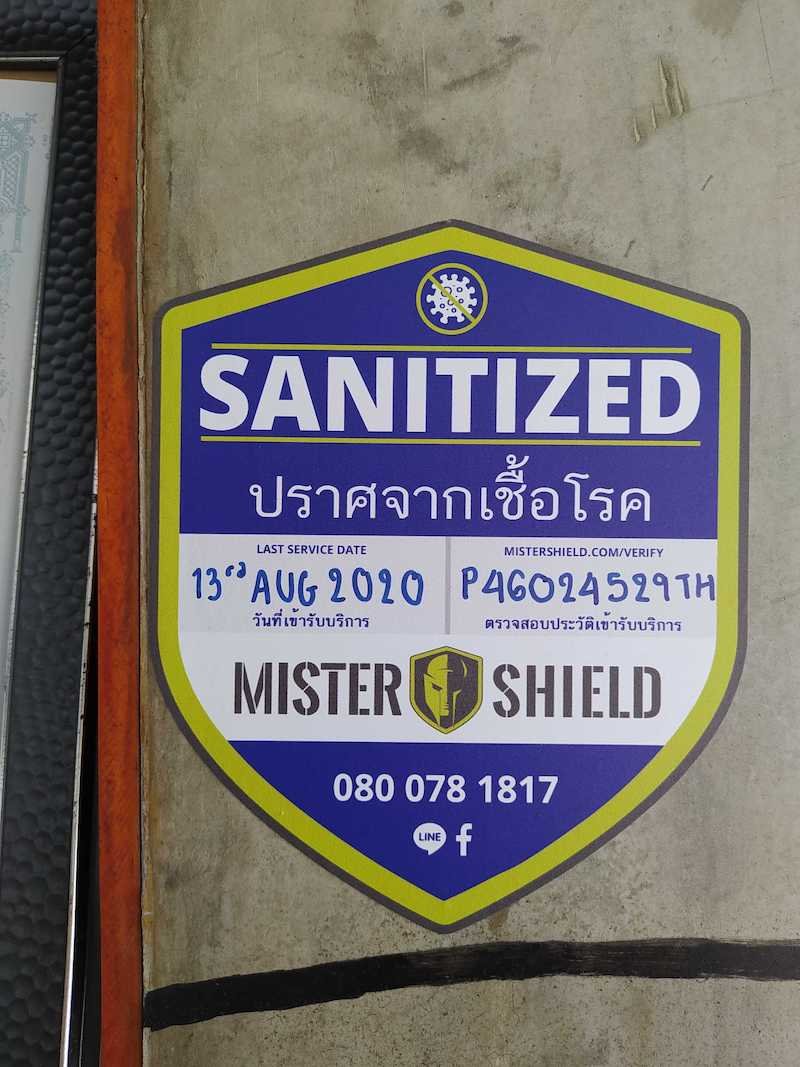 SANITIZED
ปราศจากเชื้อโรค
LAST SERVICE DATE
13rd AUG 2020
วันที่เข้ารับบริการ
MISTERSHIELD.COM/VERIFY
P46024529TH
ตรวจสอบประวัติเข้ารับบริการ
MISTER SHIELD
080 078 1817
LINE f